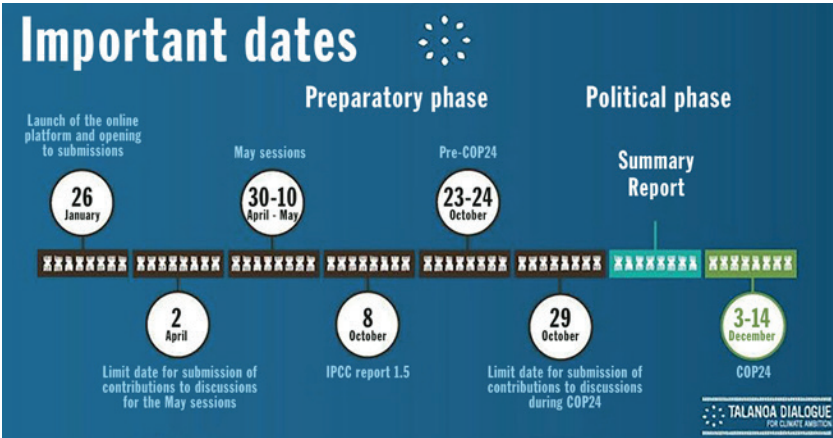 Important dates
Preparatory phase
Political phase
Launch of the online
platform and opening
to submissions
May sessions
Pre-COP24
Summary
Report
26
January
30-10
April - May
23-24
October
2
April
8
October
29
October
3-14
December
Limit date for submission of
contributions to discussions
for the May sessions
IPCC report 1.5
Limit date for submission of
contributions to discussions
during COP24
COP24
TALANOA DIALOGUE
FOR CLIMATE AMBITION